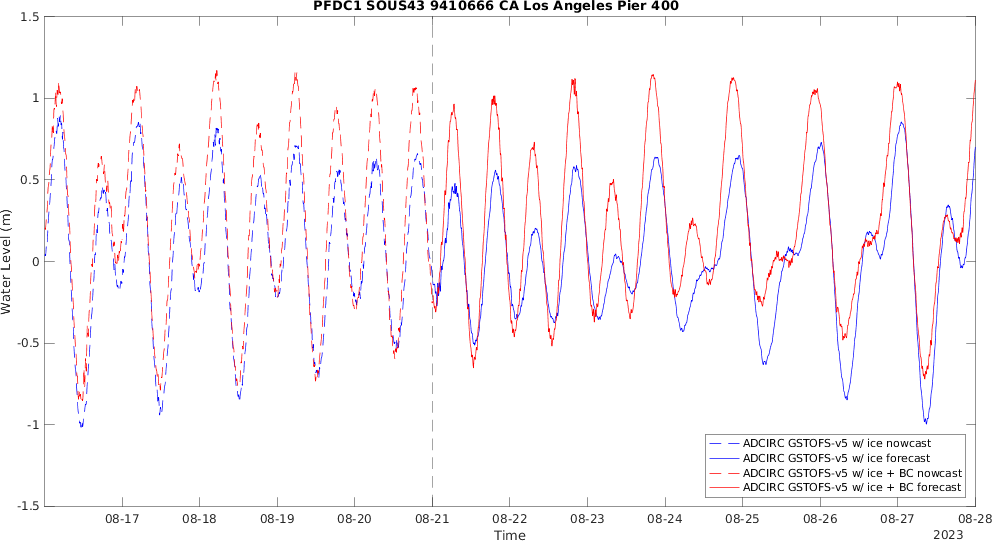 PFDC1 SOUS43 9410666 CA Los Angeles Pier 400
Water Level (m)
1.5
1
0.5
0
-0.5
-1
-1.5
ADCIRC GSTOFS-v5 w/ ice nowcast
ADCIRC GSTOFS-v5 w/ ice forecast
ADCIRC GSTOFS-v5 w/ ice + BC nowcast
ADCIRC GSTOFS-v5 w/ ice + BC forecast
08-17 08-18 08-19 08-20 08-21 08-22 08-23 08-24 08-25 08-26 08-27 08-28
Time
2023